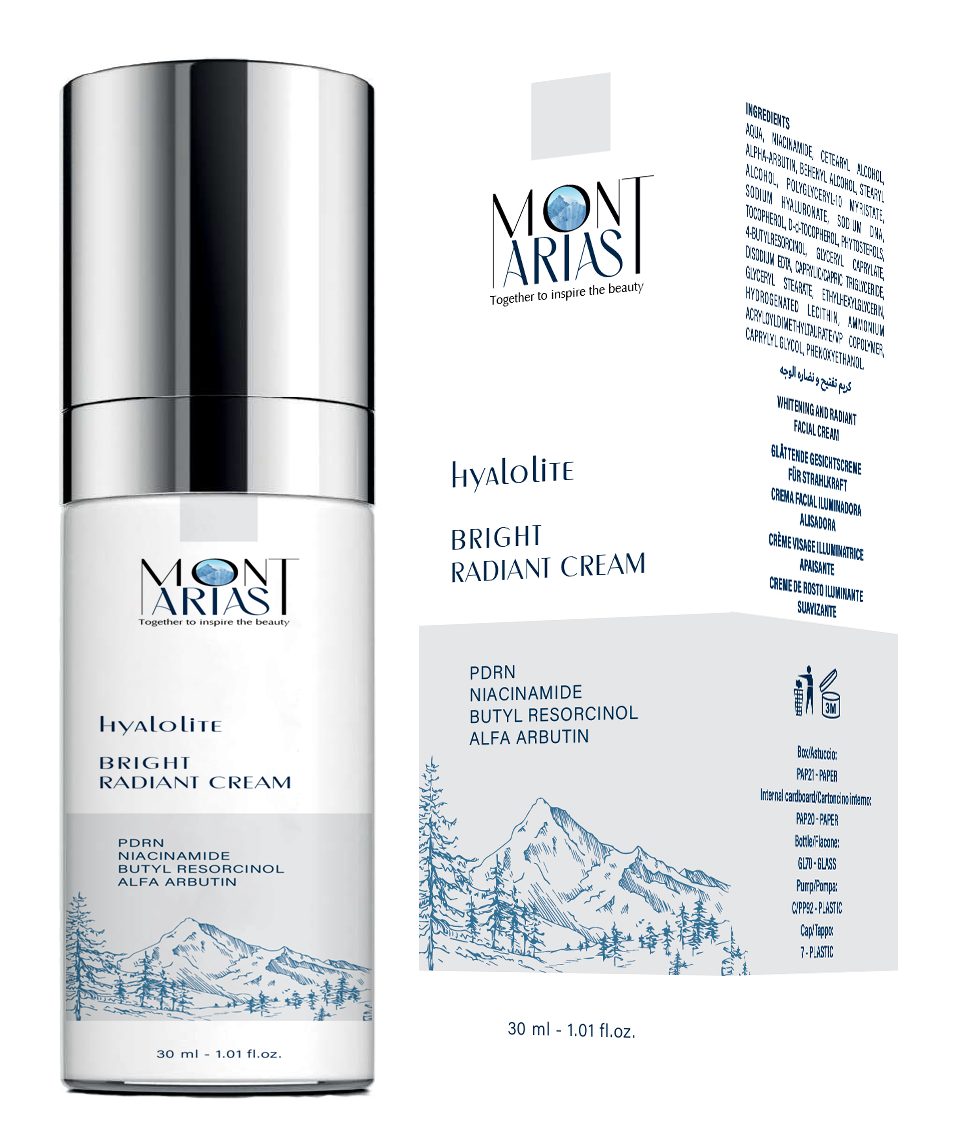 MONT
ARIAS
Together to inspire the beauty
hyaloliTE
BRIGHT
RADIANT CREAM
PDRN
NIACINAMIDE
BUTYL RESORCINOL
ALFA ARBUTIN
30 ml - 1.01 fl.oz.
MONT
ARIAS
Together to inspire the beauty
hyaloliTE
BRIGHT
RADIANT CREAM
PDRN
NIACINAMIDE
BUTYL RESORCINOL
ALFA ARBUTIN
30 ml - 1.01 fl.oz.
INGREDIENTS
AQUA, NIACINAMIDE, CETEARYL ALCOHOL,
ALPHA-ARBUTIN, BEHENYL ALCOHOL, STEARYL
ALCOHOL, POLYGLYCERYL-10 MYRISTATE,
SODIUM HYALURONATE, SODIUM DNA,
TOCOPHEROL, D-α-TOCOPHEROL, PHYTOSTEROLS,
4-BUTYLRESORCINOL, GLYCERYL CAPRYLATE,
DISODIUM EDTA, CAPRYLIC/CAPRIC TRIGLYCERIDE,
GLYCERYL STEARATE, ETHYLHEXYLGLYCERIN,
HYDROGENATED LECITHIN, AMMONIUM
ACRYLOYLDIMETHYLTAURATE/VP COPOLYMER,
CAPRYLYL GLYCOL, PHENOXYETHANOL.
كريم تفتيح و نضاره الوجه
WHITENING AND RADIANT
FACIAL CREAM
GLÄTTENDE GESICHTSCREME
FÜR STRAHLKRAFT
CREMA FACIAL ILUMINADORA
ALISADORA
CRÈME VISAGE ILLUMINATRICE
APAISANTE
CREME DE ROSTO ILUMINANTE
SUAVIZANTE
3M
Box/Astuccio:
PAP21 - PAPER
Internal cardboard/Cartoncino interno:
PAP20 - PAPER
Bottle/Flacone:
GL70 - GLASS
Pump/Pompa:
C/PP92 - PLASTIC
Cap/Tappo:
7 - PLASTIC